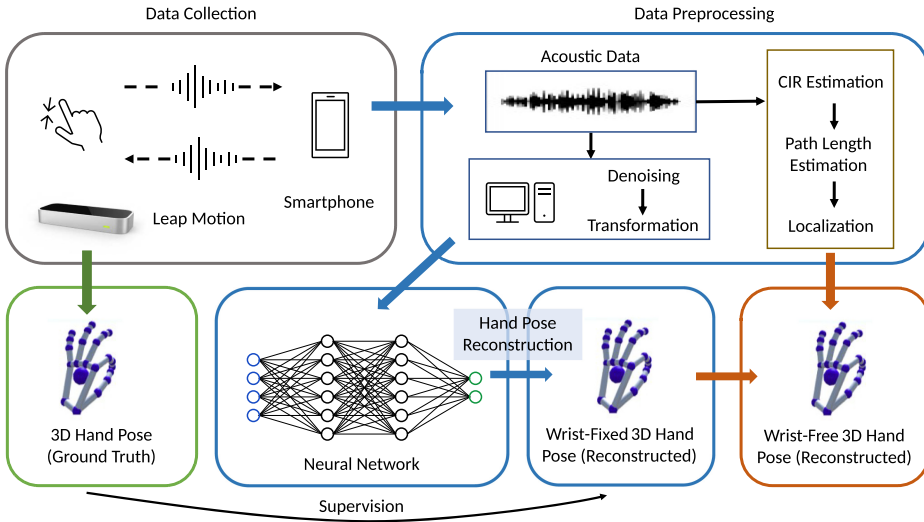 Data Collection
Data Preprocessing
Smartphone
Leap Motion
Acoustic Data
Denoising
Transformation
CIR Estimation
Path Length
Estimation
Localization
3D Hand Pose
(Ground Truth)
Neural Network
Hand Pose
Reconstruction
Wrist-Fixed 3D Hand
Pose (Reconstructed)
Wrist-Free 3D Hand
Pose (Reconstructed)
Supervision